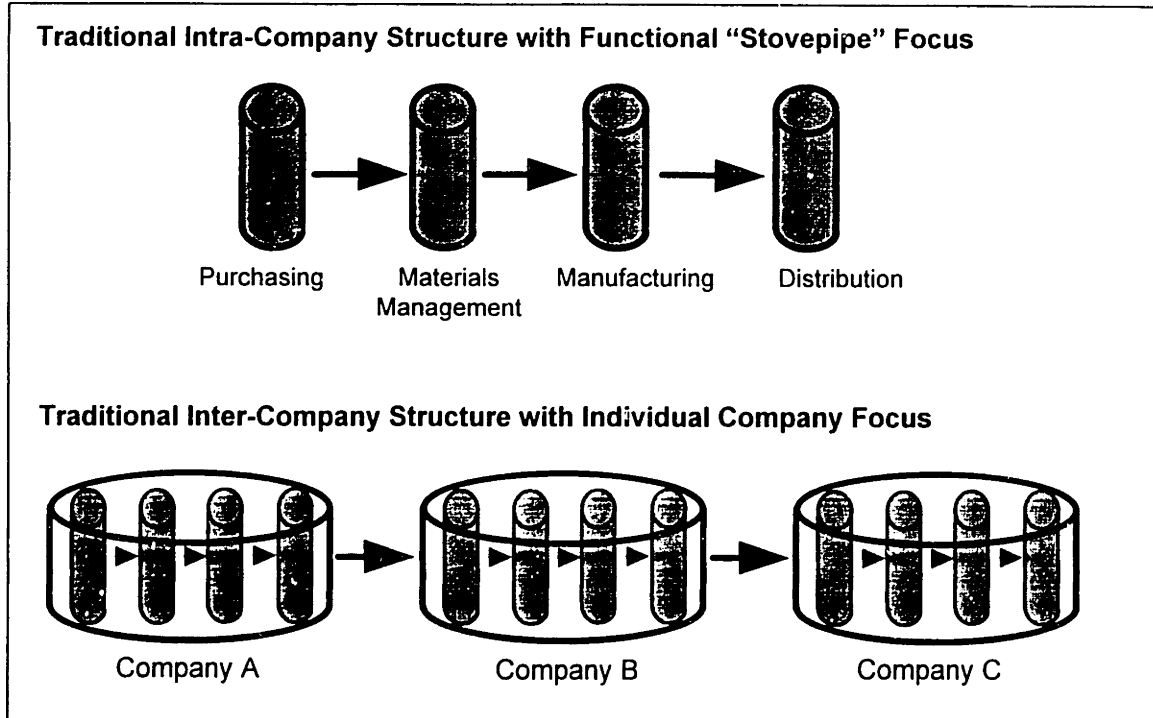 Traditional Intra-Company Structure with Functional “Stovepipe” Focus
Purchasing
Materials
Management
Manufacturing
Distribution
Traditional Inter-Company Structure with Individual Company Focus
Company A
Company B
Company C